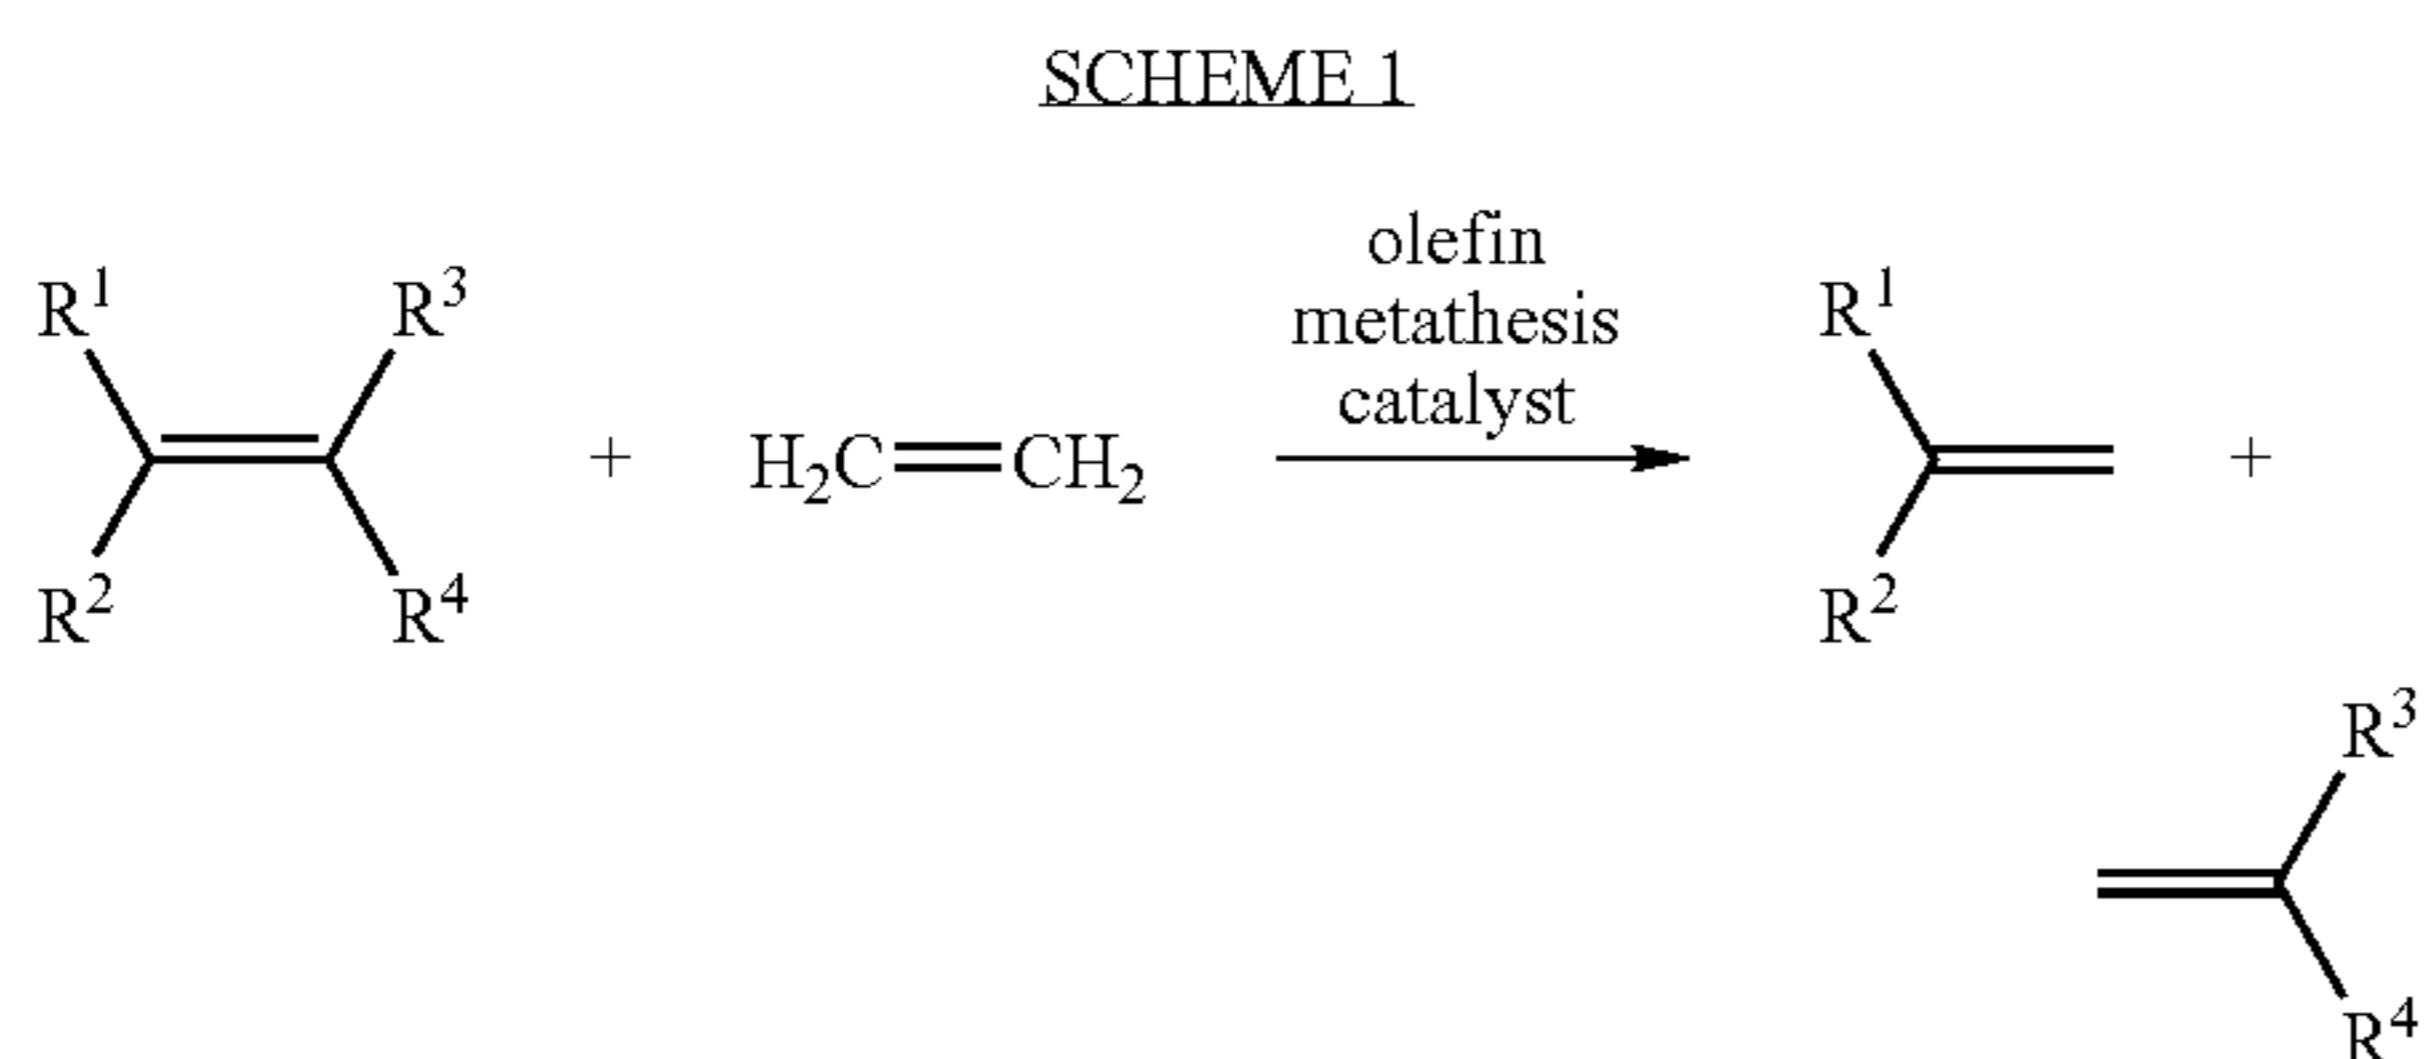 SCHEME 1
olefin
metathesis
catalyst
R¹ R³ R¹
+ H₂C=CH₂ +
R² R⁴ R²
R³
R⁴